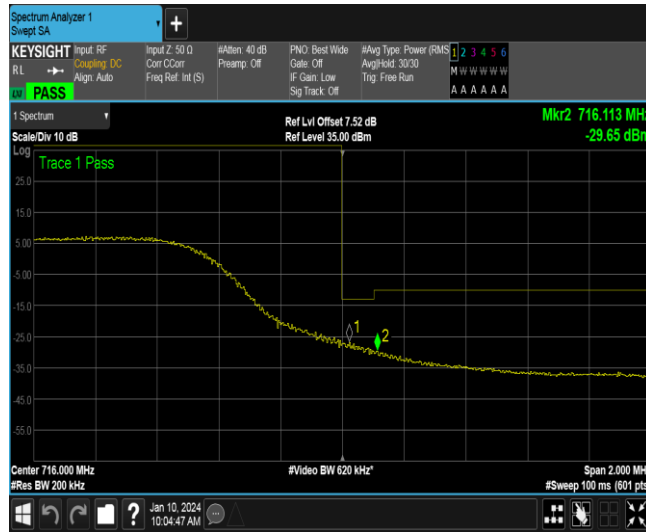 Spectrum Analyzer 1
Swept SA
+
KEYSIGHT
RL
PASS
Input: RF
Coupling: DC
Align: Auto
Input Z: 50 Ω
Corr CCorr
Freq Ref: Int (S)
#Atten: 40 dB
Preamp: Off
PNO: Best Wide
Gate: Off
IF Gain: Low
Sig Track: Off
#Avg Type: Power (RMS
Avg|Hold: 30/30
Trig: Free Run
1 2 3 4 5 6
M W W W W W
A A A A A A
1 Spectrum
Scale/Div 10 dB
Ref Lvl Offset 7.52 dB
Ref Level 35.00 dBm
Mkr2 716.113 MHz
-29.65 dBm
Log
Trace 1 Pass
25.0
15.0
5.00
-5.00
-15.0
-25.0
-35.0
-45.0
-55.0
1
2
Center 716.000 MHz
#Res BW 200 kHz
#Video BW 620 kHz*
Span 2.000 MH
#Sweep 100 ms (601 pts
?
Jan 10, 2024
10:04:47 AM